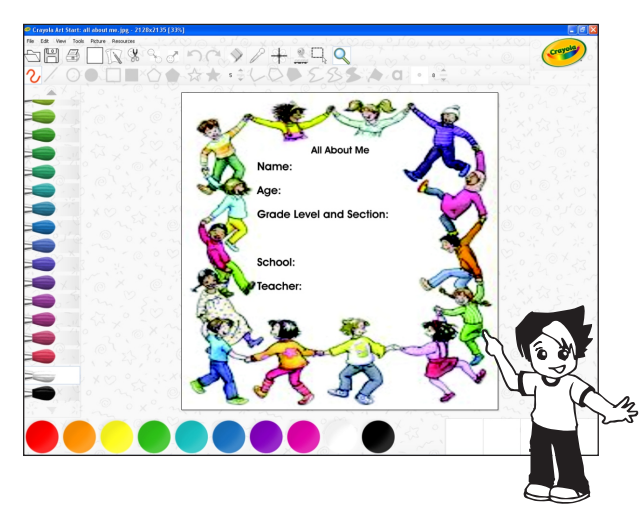 Crayola Art Start: all about me.jpg - 2128x2135 [33%]
File Edit View Tools Picture Resources
Crayola
S a 8
All About Me
Name:
Age:
Grade Level and Section:
School:
Teacher: